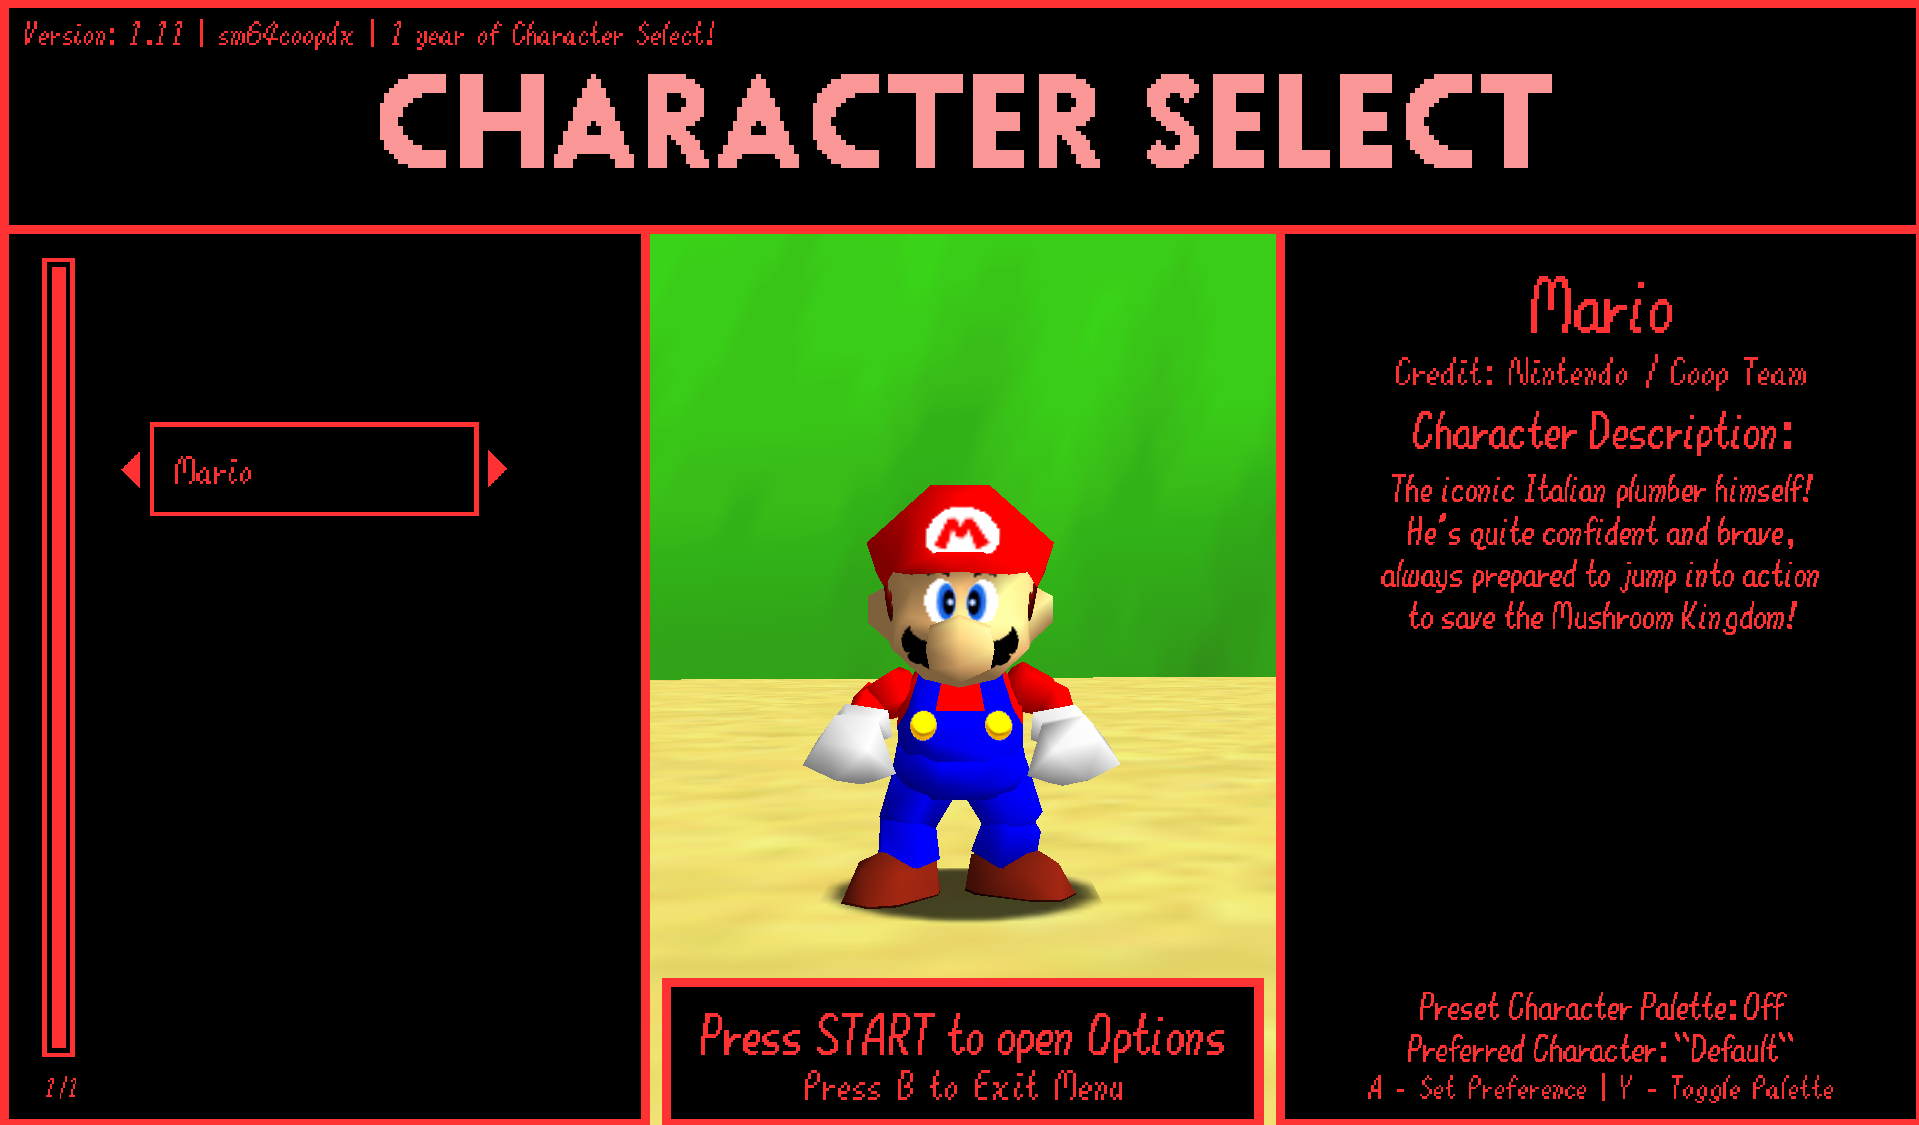 Version: 1.11 | sm64coopdx | 1 year of Character Select!
CHARACTER SELECT
Mario
1/1
M
Press START to open Options
Press B to Exit Menu
Mario
Credit: Nintendo / Coop Team
Character Description:
The iconic Italian plumber himself!
He's quite confident and brave,
always prepared to jump into action
to save the Mushroom Kingdom!
Preset Character Palette: Off
Preferred Character: "Default"
A - Set Preference | Y - Toggle Palette